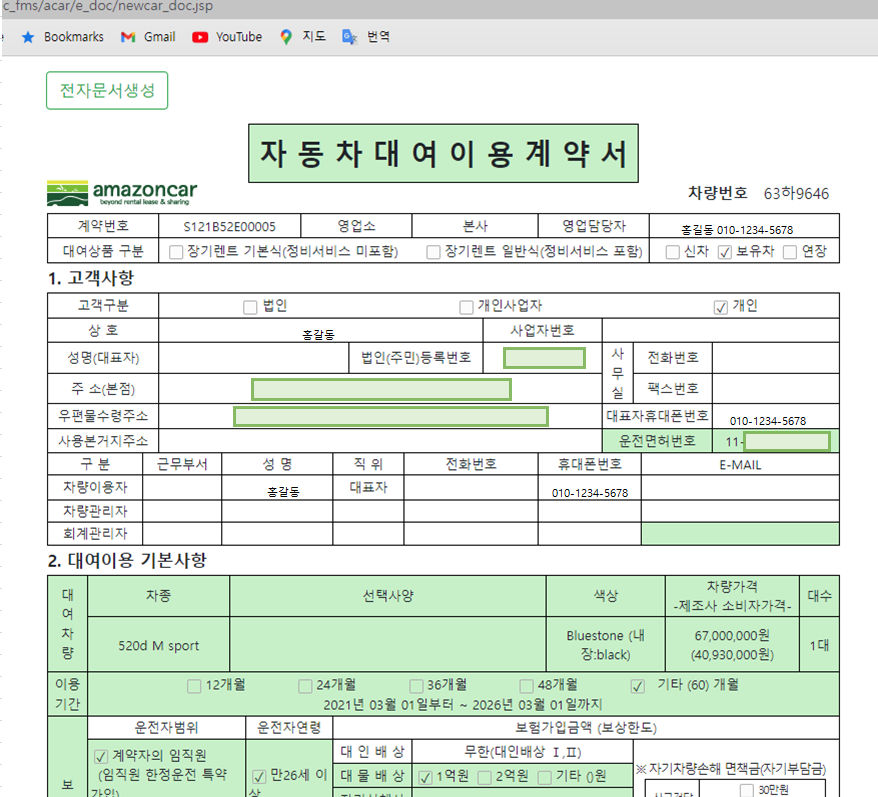 c_fms/acar/e_doc/newcar_doc.jsp
Bookmarks Gmail YouTube 지도 번역
전자문서생성
자 동 차 대 여 이 용 계 약 서
amazoncar
beyond rental lease & sharing
차량번호 63하9646
계약번호 S121B52E00005 영업소 본사 영업담당자 홍길동 010-1234-5678
대여상품 구분 장기렌트 기본식(정비서비스 미포함) 장기렌트 일반식(정비서비스 포함) 신차 보유차 연장
1. 고객사항
고객구분 법인 개인사업자 개인
상 호 홍갈동 사업자번호
성명(대표자) 법인(주민)등록번호 사무실 전화번호
주 소(본점) 팩스번호
우편물수령주소 대표자휴대폰번호 010-1234-5678
사용본거지주소 운전면허번호 11-
구 분 근무부서 성 명 직 위 전화번호 휴대폰번호 E-MAIL
차량이용자 홍갈동 대표자 010-1234-5678
차량관리자
회계관리자
2. 대여이용 기본사항
대여차량 차종 선택사양 색상 차량가격 대수
-제조사 소비자가격-
520d M sport Bluestone (내 67,000,000원 1대
장:black) (40,930,000원)
이용 12개월 24개월 36개월 48개월 기타 (60) 개월
기간 2021년 03월 01일부터 ~ 2026년 03월 01일까지
운전자범위 운전자연령 보험가입금액 (보상한도)
보 계약자의 임직원 대 인 배 상 무한(대인배상 Ⅰ,Ⅱ)
(임직원 한정운전 특약 만26세 이 대 물 배 상 1억원 2억원 기타 ()원 ※자기차량손해 면책금(자기부담금)
가입) 상 30만원